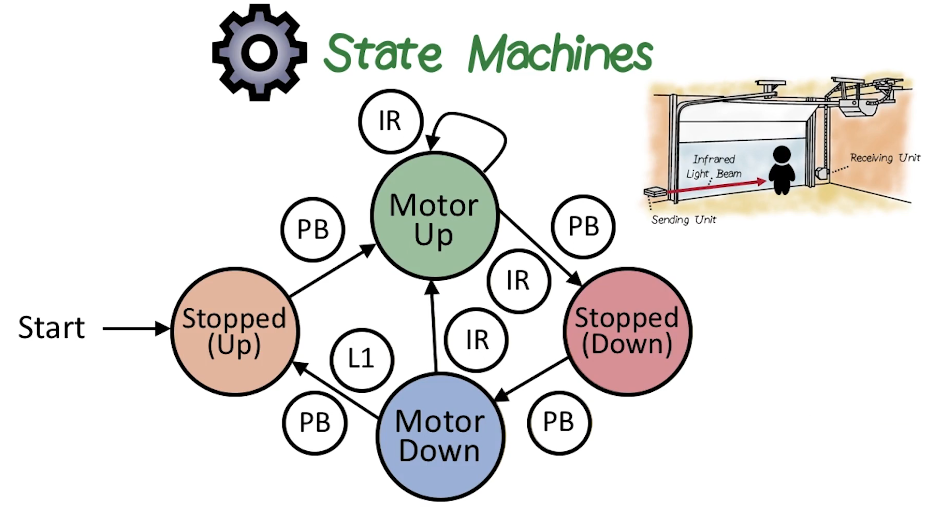 State Machines
IR
Motor
Up
PB
PB
IR
Start
Stopped
(Up)
Stopped
(Down)
L1
IR
PB
Motor
Down
PB
Infrared
Light Beam
Receiving Unit
Sending Unit